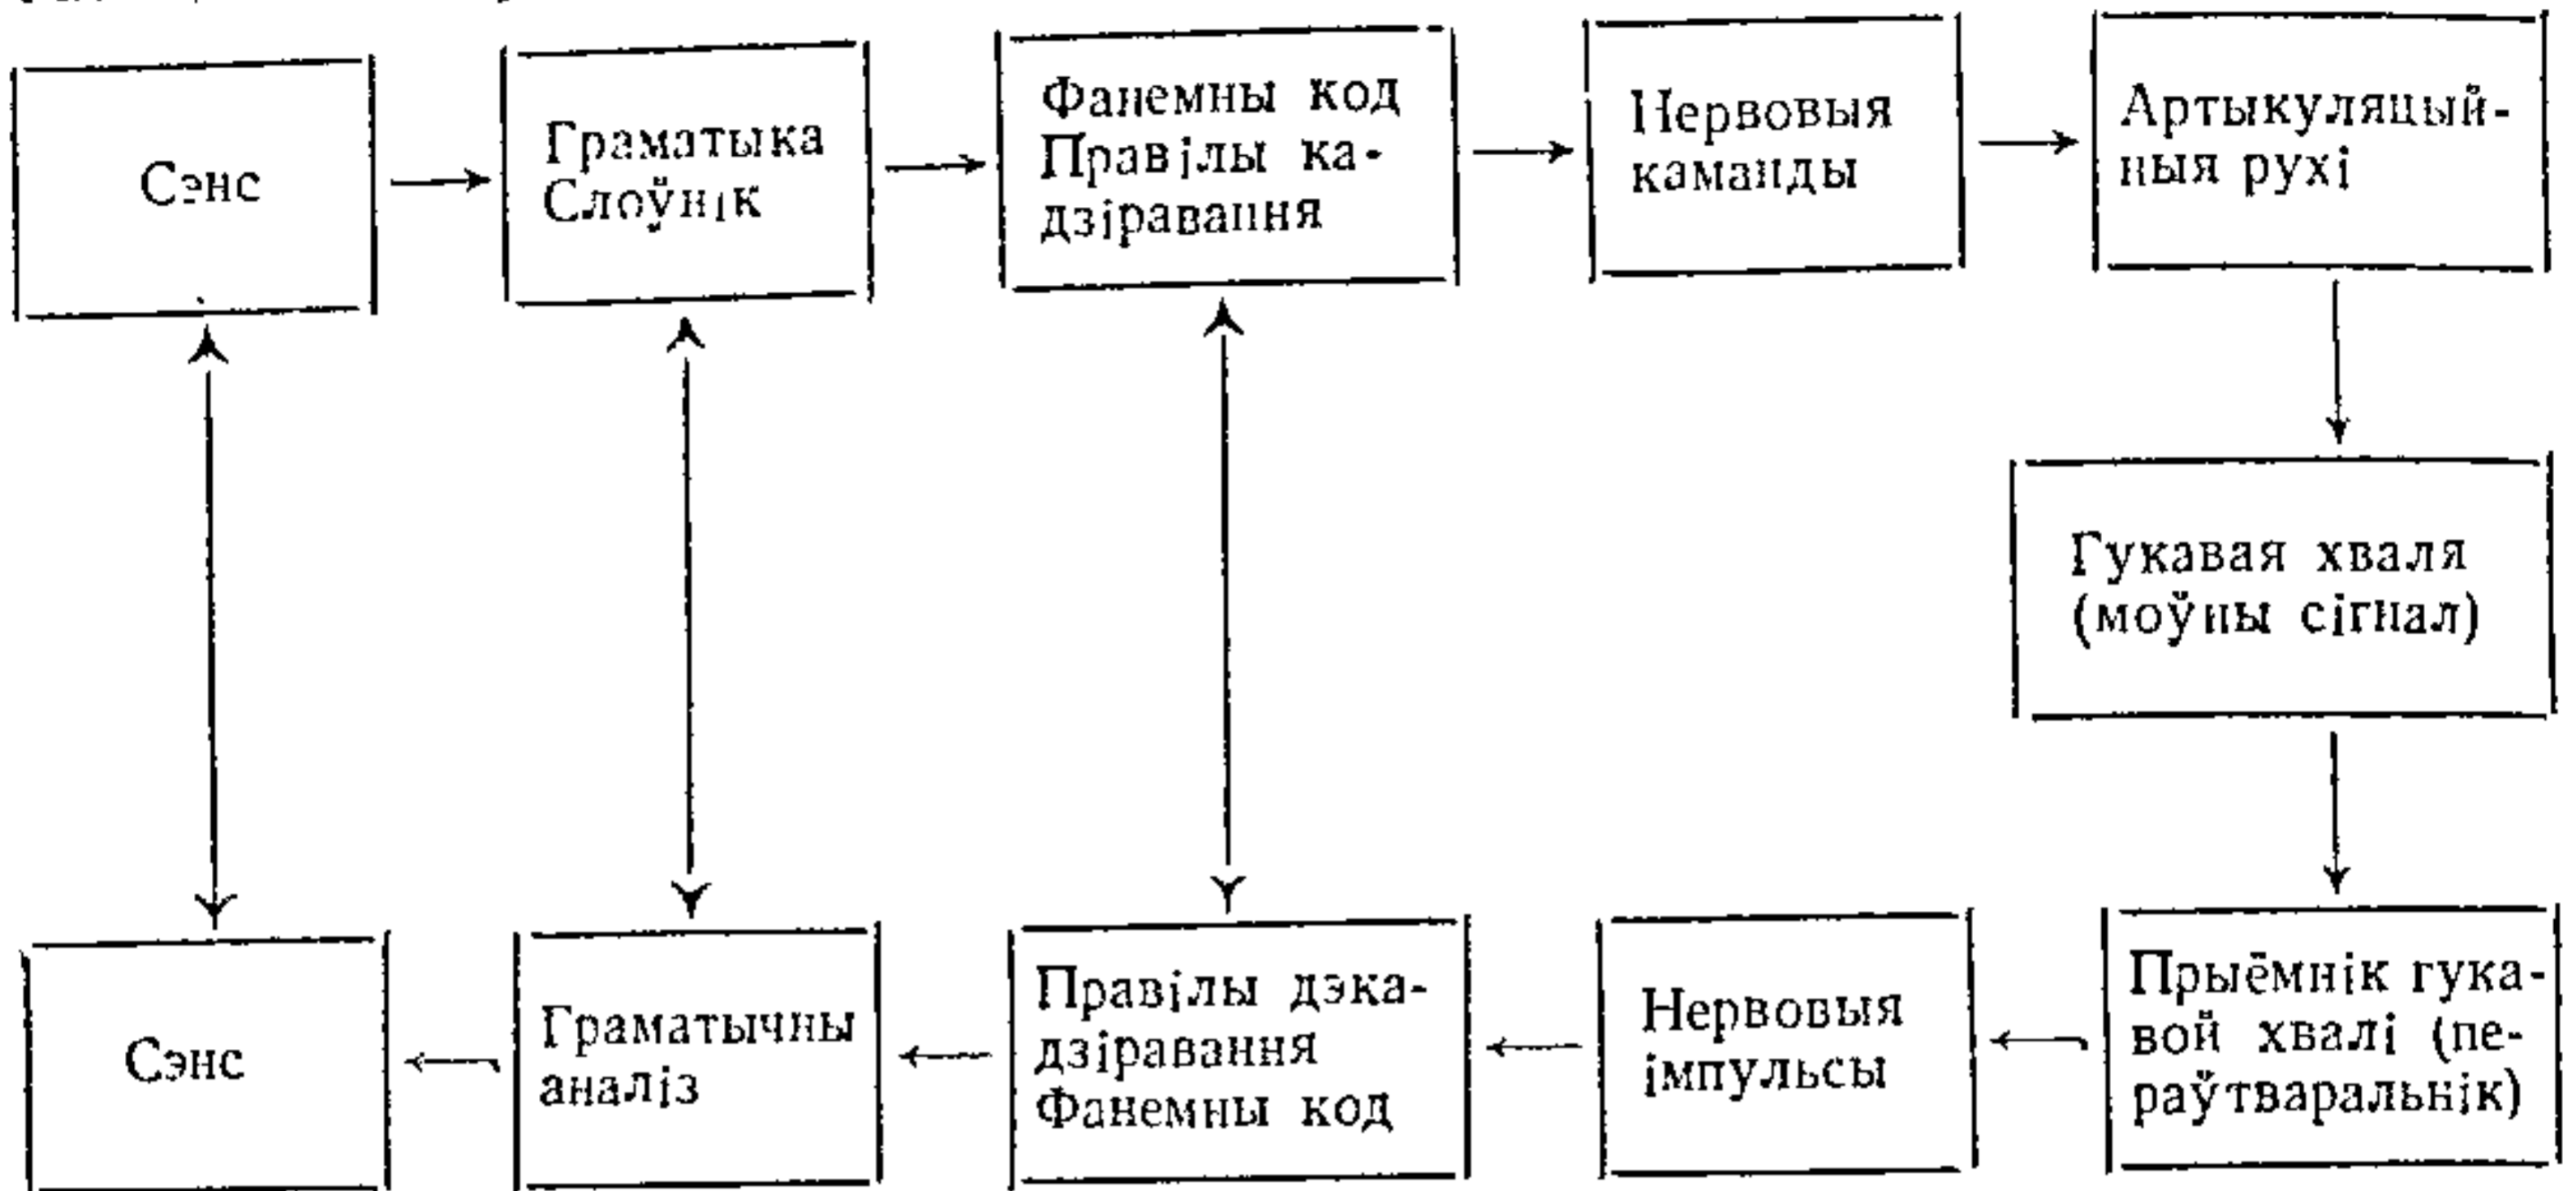 Сэнс
Граматыка
Слоўнік
Фанемны код
Правілы ка-
дзіравання
Нервовыя
каманды
Артыкуляцый-
ныя рухі
Гукавая хваля
(моўны сігнал)
Сэнс
Граматычны
аналіз
Правілы дэка-
дзіравання
Фанемны код
Нервовыя
імпульсы
Прыёмнік гука-
вой хвалі (пе-
раўтваральнік)